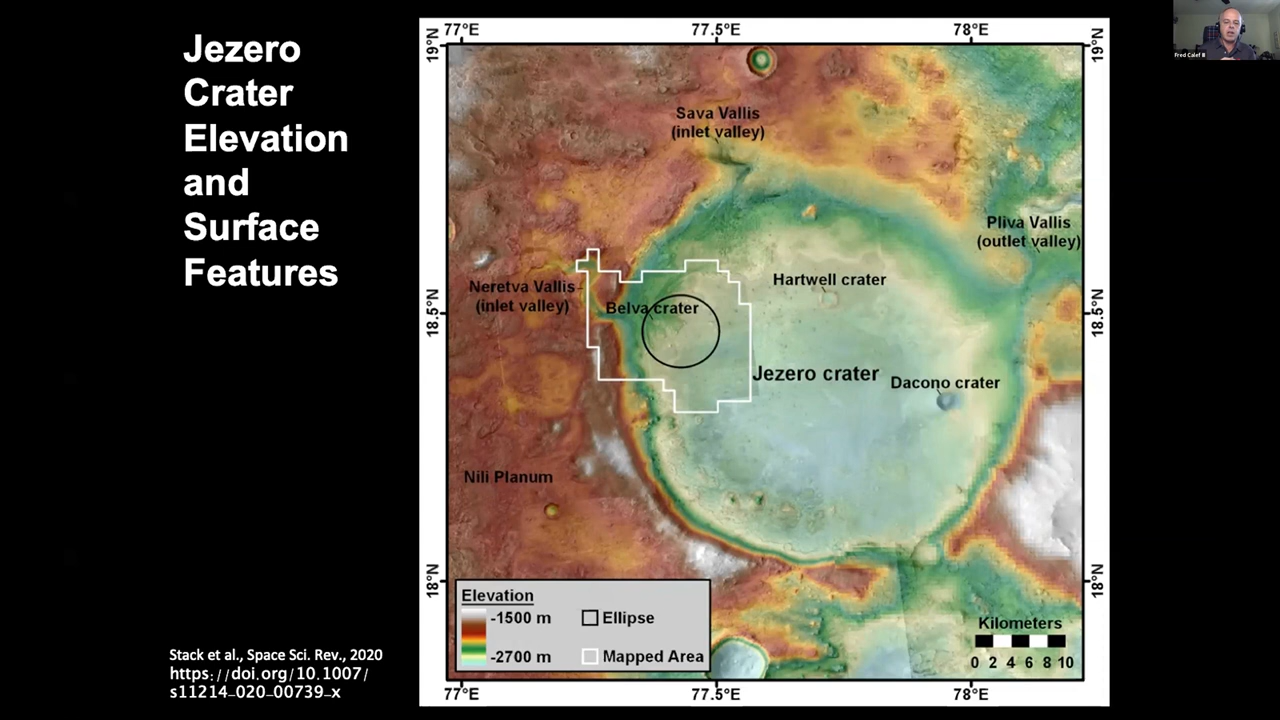 Jezero
Crater
Elevation
and
Surface
Features
Stack et al., Space Sci. Rev., 2020
https://doi.org/10.1007/
s11214-020-00739-x
77°E
77.5°E
78°E
19°N
19°N
Sava Vallis
(inlet valley)
Pliva Vallis
(outlet valley)
Neretva Vallis
(inlet valley)
Hartwell crater
Belva crater
18.5°N
18.5°N
Jezero crater
Dacono crater
Nili Planum
18°N
18°N
Elevation
-1500 m
-2700 m
Ellipse
Mapped Area
Kilometers
0 2 4 6 8 10
77°E
77.5°E
78°E
Fred Calef II